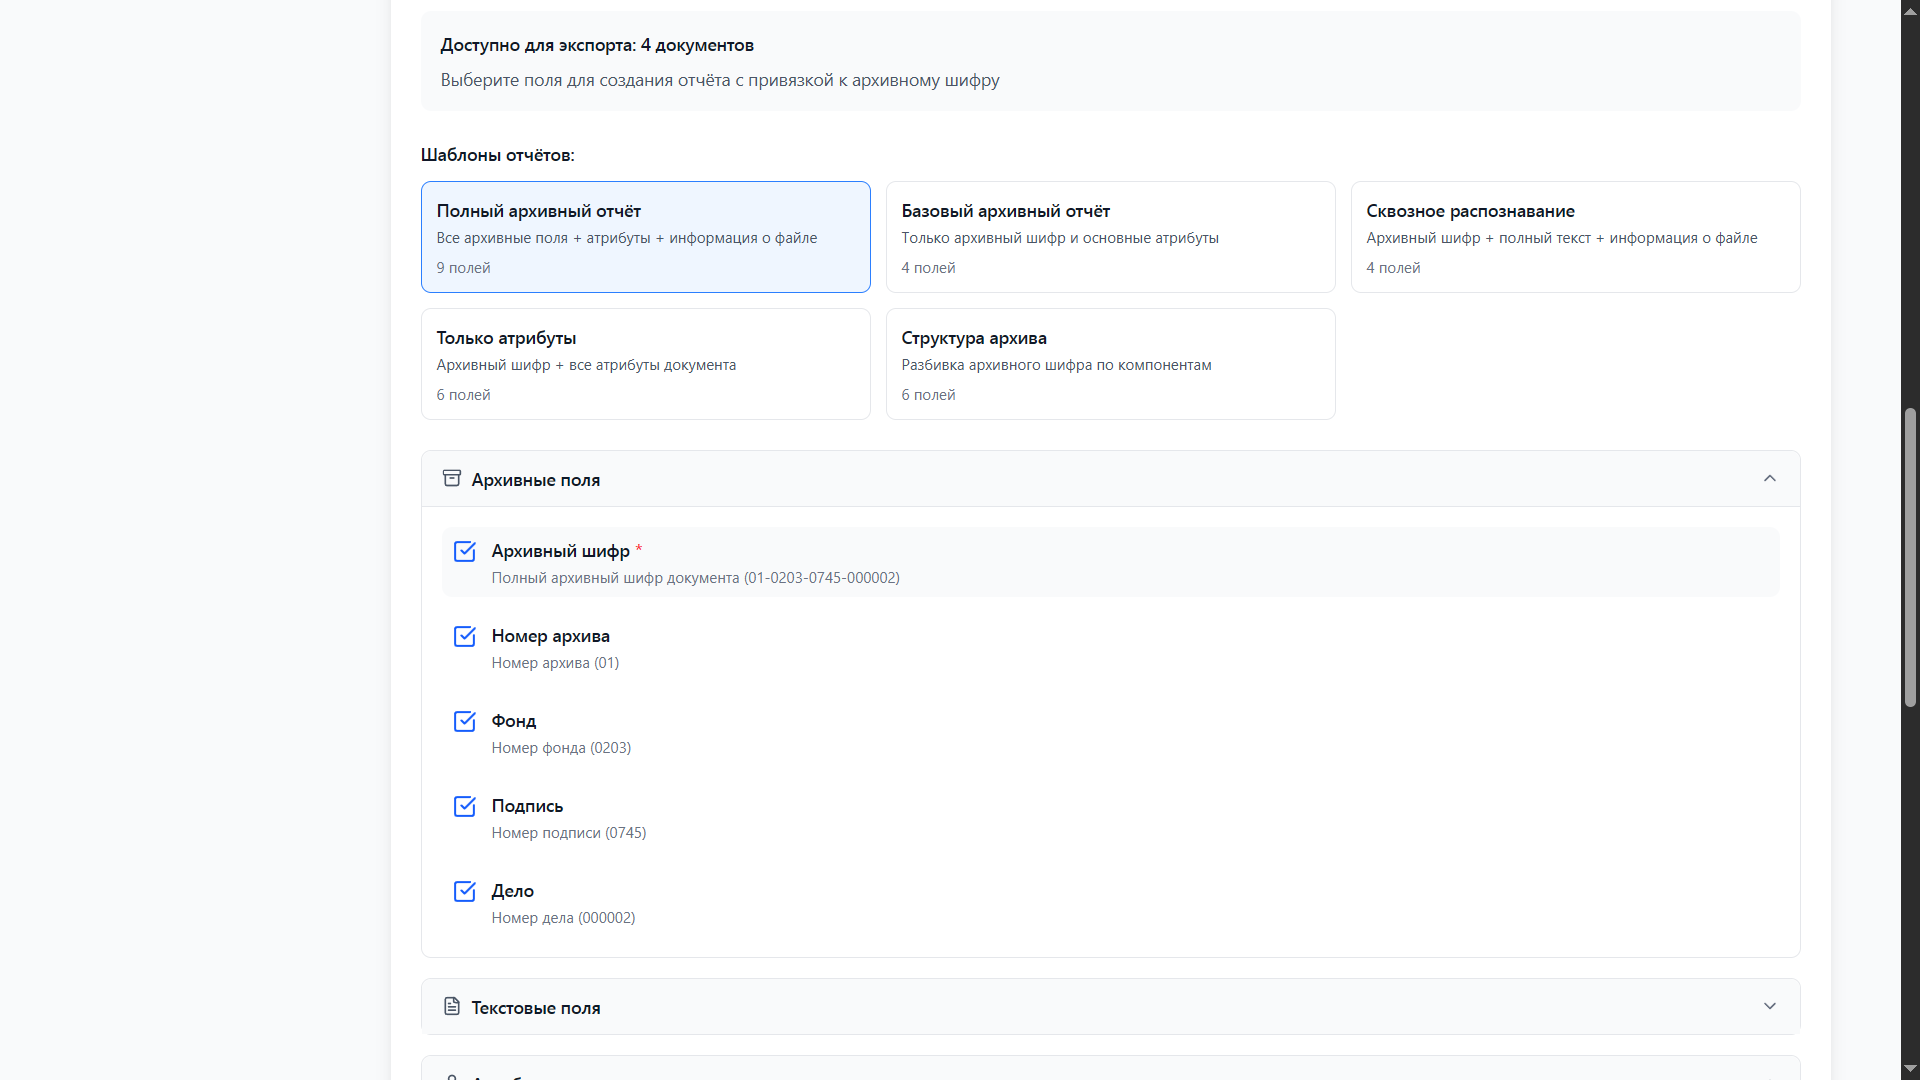 Доступно для экспорта: 4 документов
Выберите поля для создания отчёта с привязкой к архивному шифру
Шаблоны отчётов:
Полный архивный отчёт
Все архивные поля + атрибуты + информация о файле
9 полей
Базовый архивный отчёт
Только архивный шифр и основные атрибуты
4 полей
Сквозное распознавание
Архивный шифр + полный текст + информация о файле
4 полей
Только атрибуты
Архивный шифр + все атрибуты документа
6 полей
Структура архива
Разбивка архивного шифра по компонентам
6 полей
Архивные поля
Архивный шифр *
Полный архивный шифр документа (01-0203-0745-000002)
Номер архива
Номер архива (01)
Фонд
Номер фонда (0203)
Подпись
Номер подписи (0745)
Дело
Номер дела (000002)
Текстовые поля